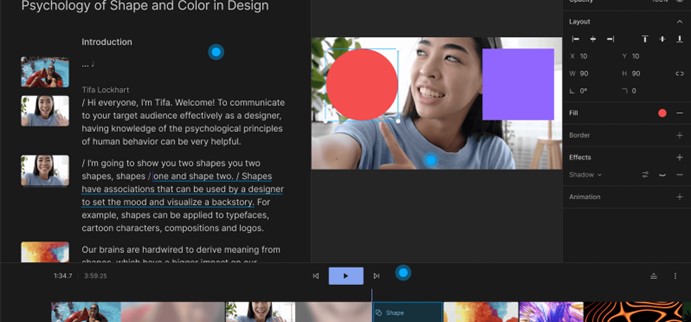 Psychology of Shape and Color in Design
Introduction
... ♩
Tifa Lockhart
/ Hi everyone, I'm Tifa. Welcome! To communicate
to your target audience effectively as a designer,
having knowledge of the psychological principles
of human behavior can be very helpful.
/ I'm going to show you two shapes you two
shapes, shapes / one and shape two. / Shapes
have associations that can be used by a designer
to set the mood and visualize a backstory. For
example, shapes can be applied to typefaces,
cartoon characters, compositions and logos.
Our brains are hardwired to derive meaning from
shapes, which have a bigger impact on our
Opacity 100%
Layout
X 10 Y 10
W 90 H 90
0° 0
Fill
Border
Effects
Shadow
Animation
1:34.7 3:59.25
Shape